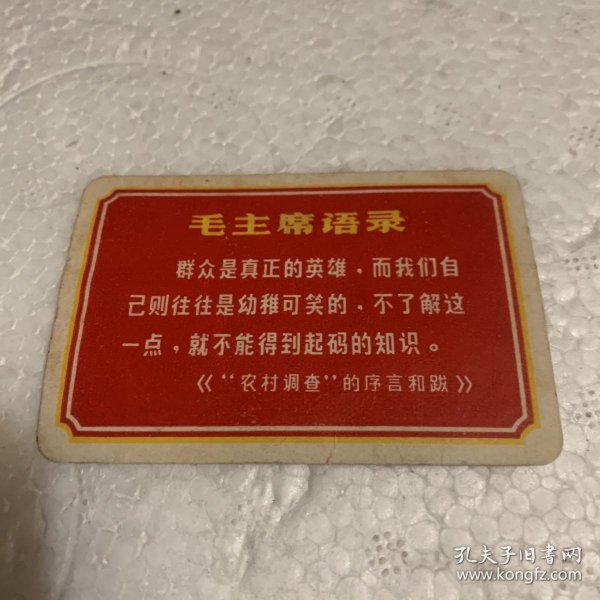 毛主席语录
群众是真正的英雄，而我们自
己则往往是幼稚可笑的，不了解这
一点，就不能得到起码的知识。
《“农村调查”的序言和跋》
孔夫子旧书网
www.kongfz.com